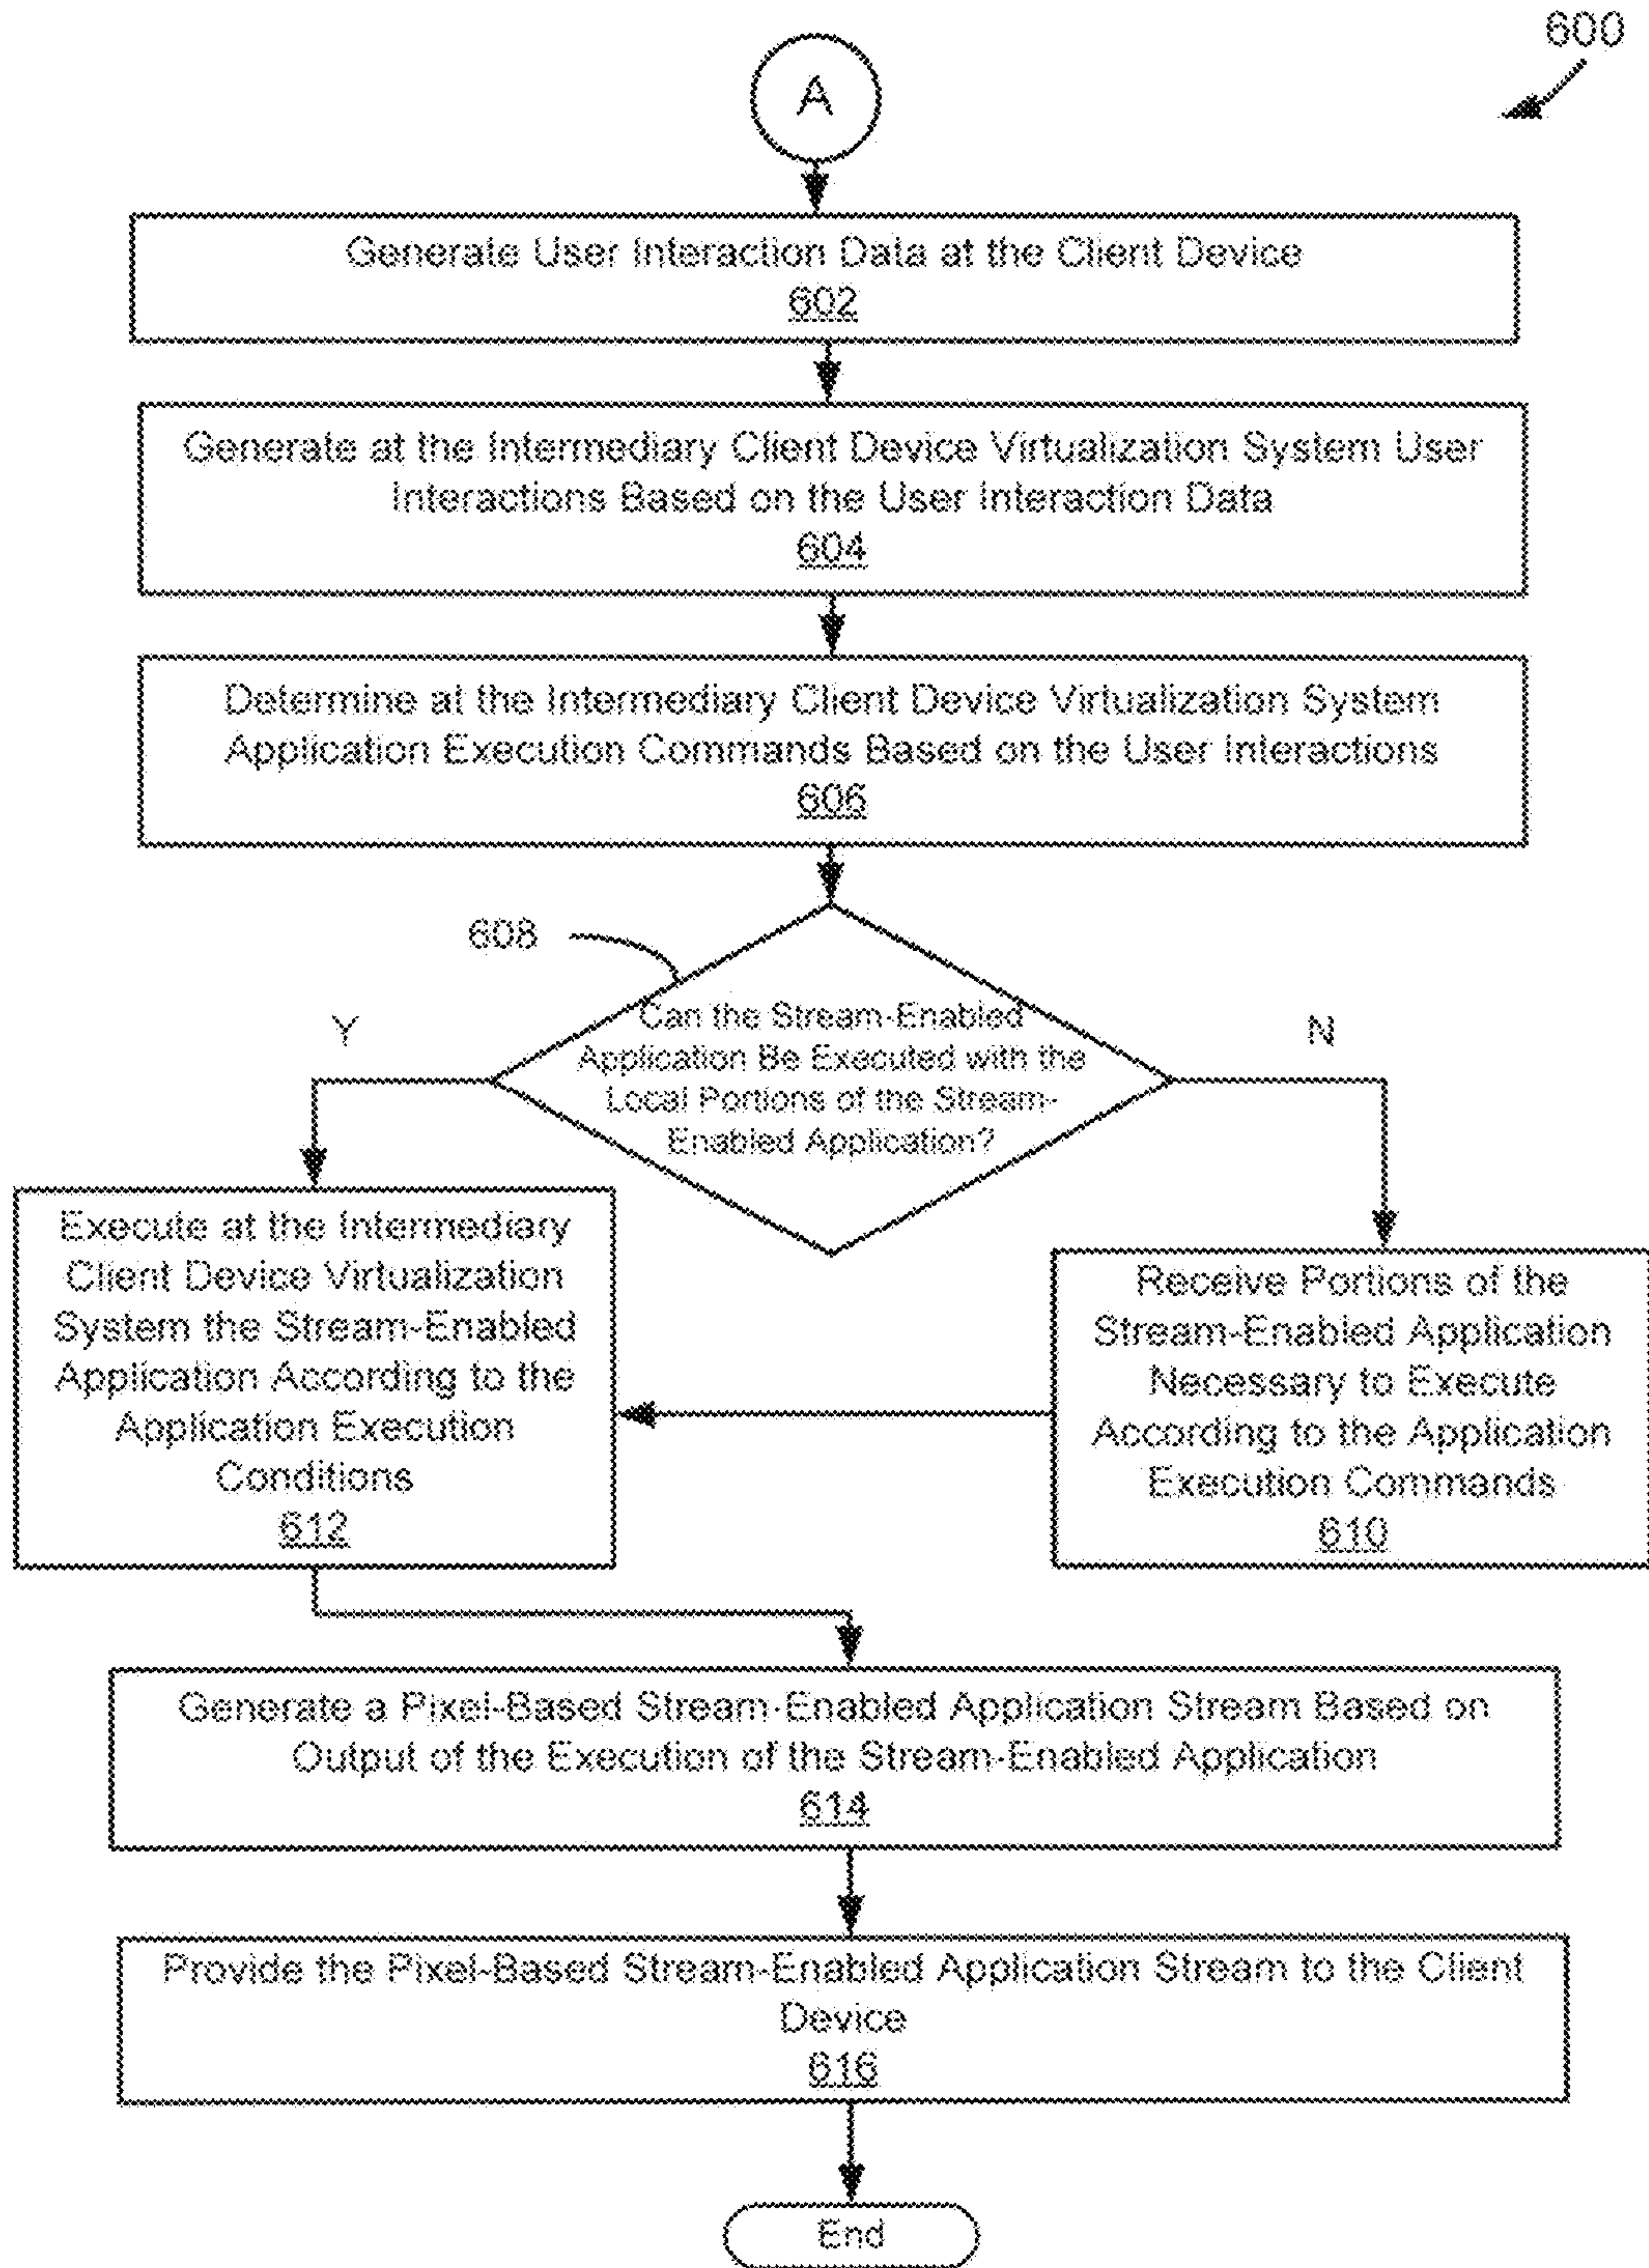 600
A
Generate User Interaction Data at the Client Device
602
Generate at the Intermediary Client Device Virtualization System User
Interactions Based on the User Interaction Data
604
Determine at the Intermediary Client Device Virtualization System
Application Execution Commands Based on the User Interactions
606
608
Can the Stream-Enabled
Application Be Executed with the
Local Portions of the Stream-
Enabled Application?
Y
N
Execute at the Intermediary
Client Device Virtualization
System the Stream-Enabled
Application According to the
Application Execution
Conditions
612
Receive Portions of the
Stream-Enabled Application
Necessary to Execute
According to the Application
Execution Commands
610
Generate a Pixel-Based Stream-Enabled Application Stream Based on
Output of the Execution of the Stream-Enabled Application
614
Provide the Pixel-Based Stream-Enabled Application Stream to the Client
Device
616
End